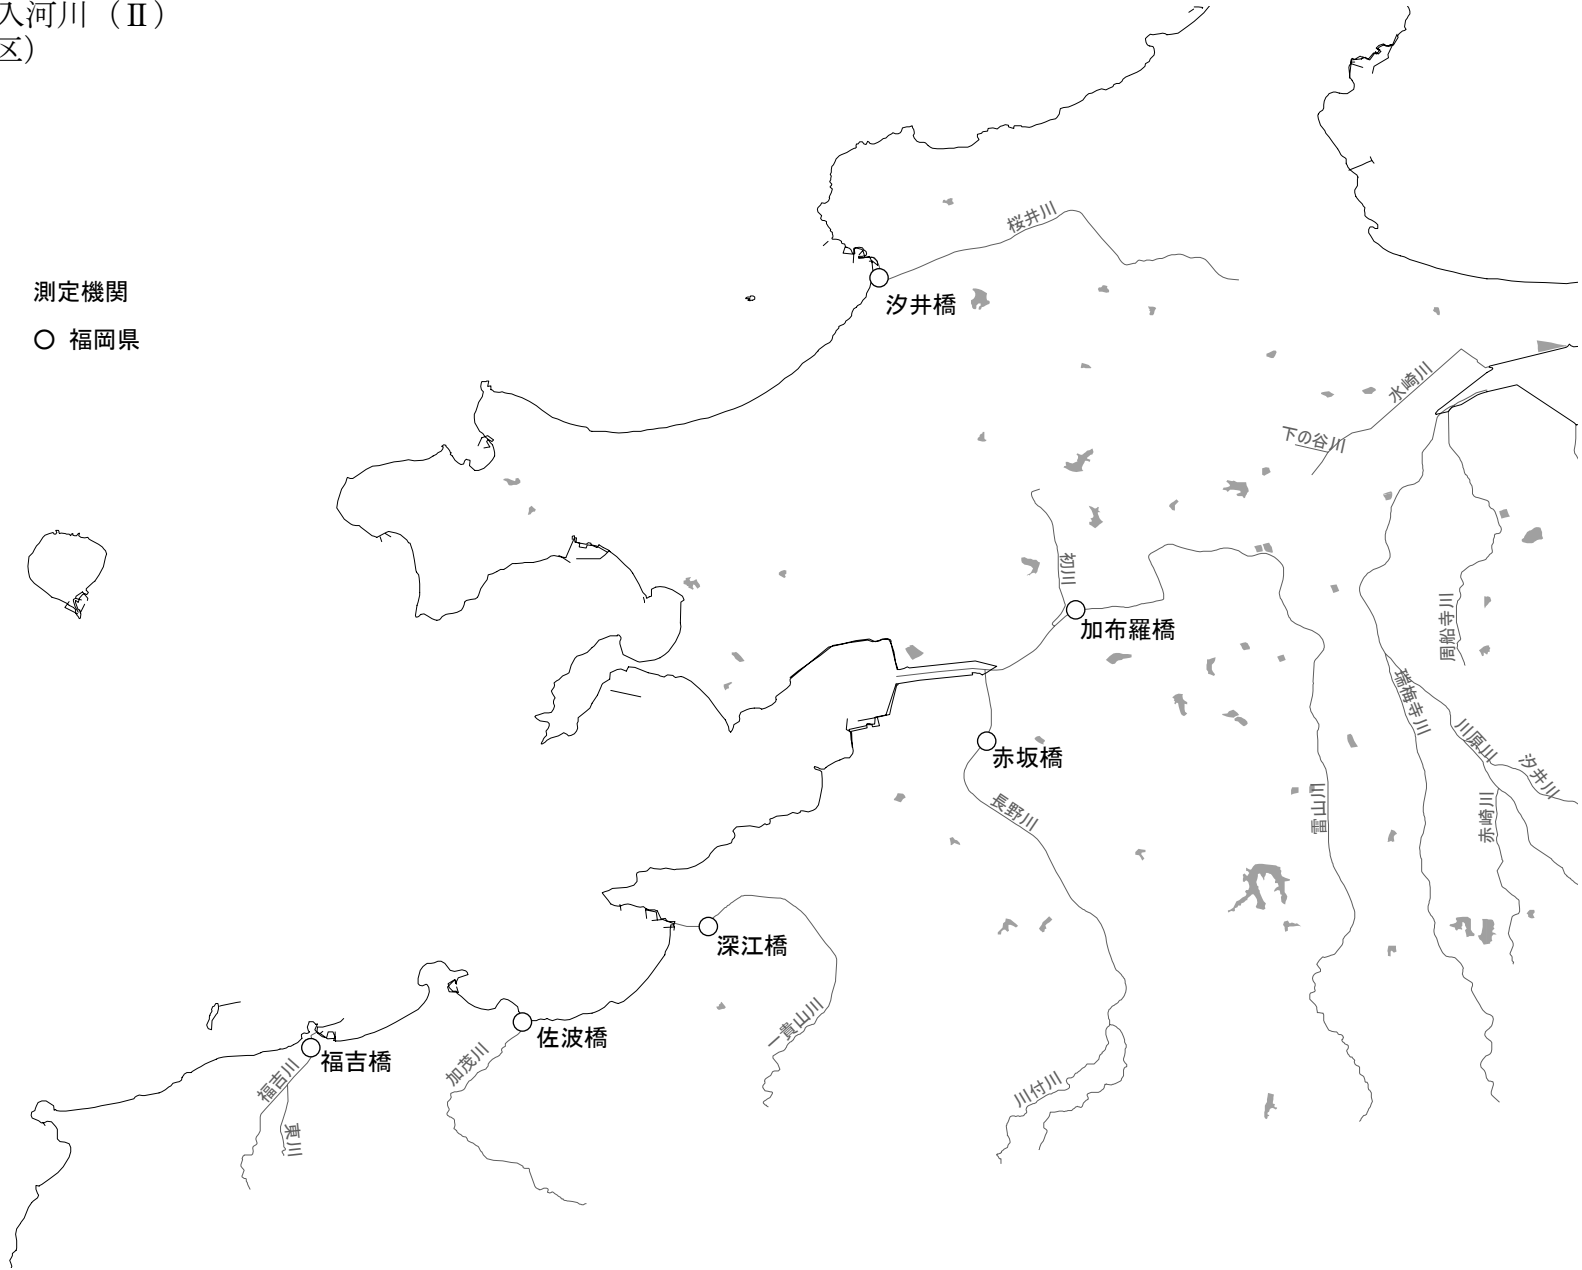 入河川（Ⅱ）
区）
桜井川
測定機関
汐井橋
○ 福岡県
水崎川
下の谷川
初川
周船寺川
加布羅橋
瑞梅寺川
川原川
汐井川
赤坂橋
長野川
雷山川
赤崎川
深江橋
一貴山川
佐波橋
加茂川
福吉橋
福吉川
川付川
東川